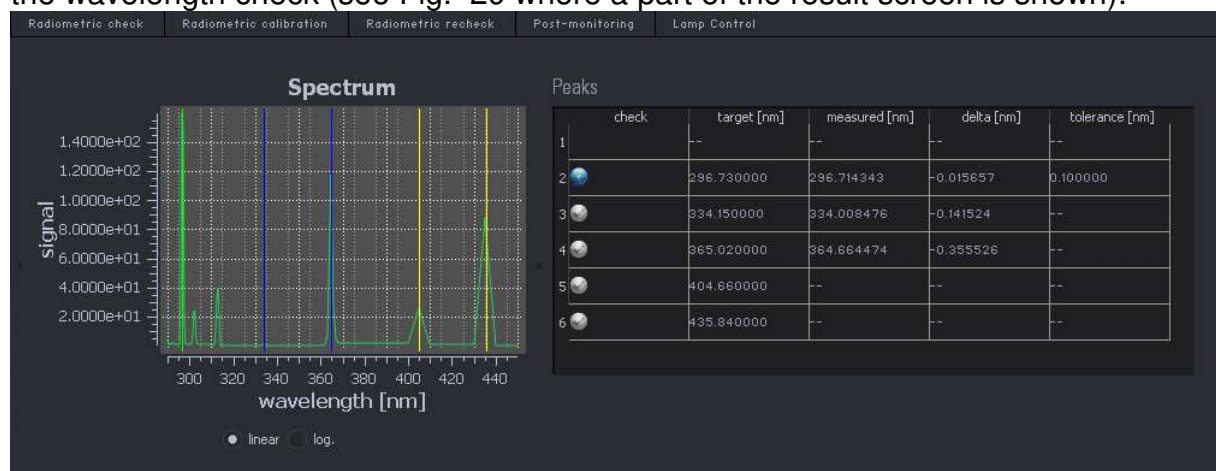 the wavelength check (see Fig. 20 where a part of the result screen is shown).
Radiometric check Radiometric calibration Radiometric recheck Post-monitoring Lamp Control
Spectrum
1.4000e+02
1.2000e+02
1.0000e+02
8.0000e+01
6.0000e+01
4.0000e+01
2.0000e+01
signal
300 320 340 360 380 400 420 440
wavelength [nm]
linear log.
Peaks
check target [nm] measured [nm] delta [nm] tolerance [nm]
1 -- -- -- --
2 296.730000 296.714343 -0.015657 0.100000
3 334.150000 334.008476 -0.141524 --
4 365.020000 364.664474 -0.355526 --
5 404.660000 -- -- --
6 435.840000 -- -- --